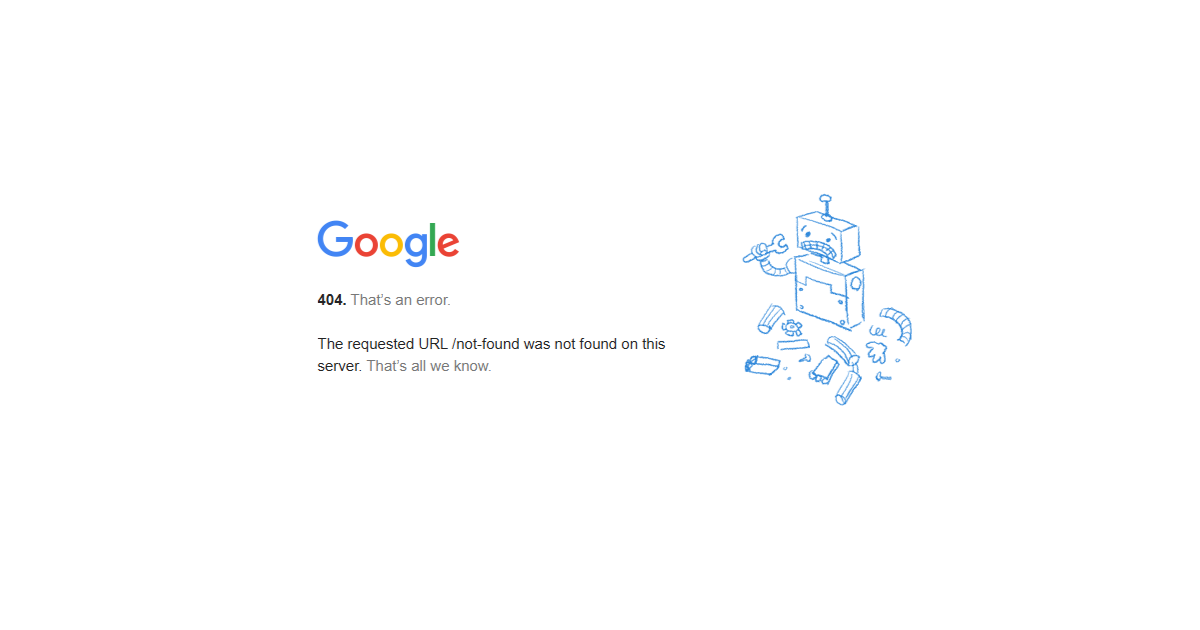 Google
404. That’s an error.
The requested URL /not-found was not found on this
server. That’s all we know.